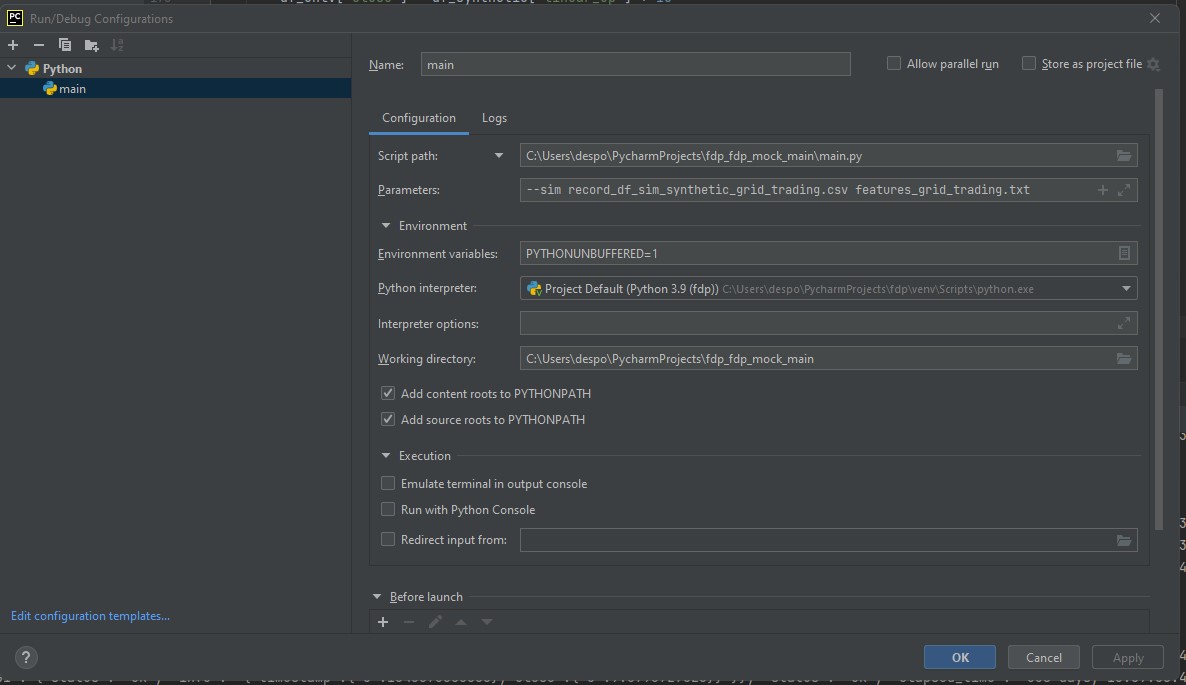 PC Run/Debug Configurations
Python
main
Name: main
Allow parallel run
Store as project file
Configuration Logs
Script path: C:\Users\despo\PycharmProjects\fdp_fdp_mock_main\main.py
Parameters: --sim record_df_sim_synthetic_grid_trading.csv features_grid_trading.txt
Environment
Environment variables: PYTHONUNBUFFERED=1
Python interpreter: Project Default (Python 3.9 (fdp)) C:\Users\despo\PycharmProjects\fdp\venv\Scripts\python.exe
Interpreter options:
Working directory: C:\Users\despo\PycharmProjects\fdp_fdp_mock_main
Add content roots to PYTHONPATH
Add source roots to PYTHONPATH
Execution
Emulate terminal in output console
Run with Python Console
Redirect input from:
Before launch
Edit configuration templates...
? OK Cancel Apply